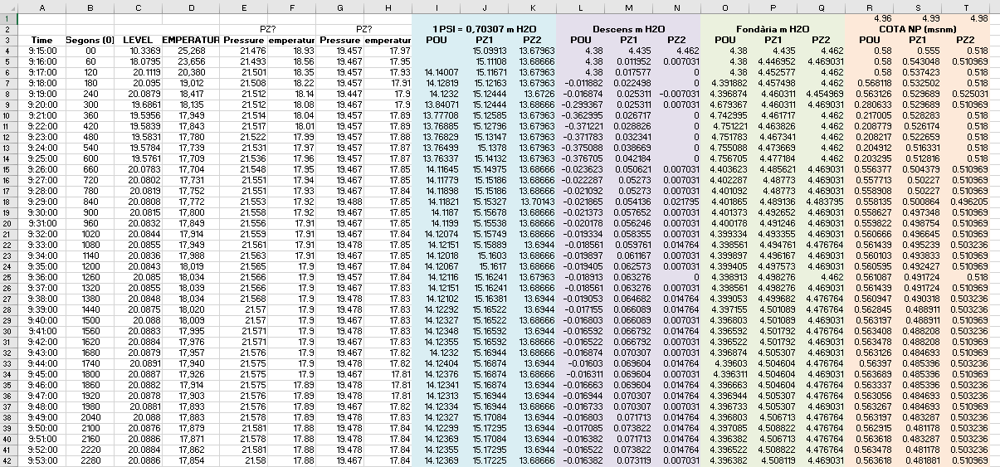 A B C D E F G H I J K L M N O P Q R S T
1 4.96 4.99 4.98
2 PZ? PZ? 1 PSI = 0,70307 m H2O Descens m H2O Fondària m H2O COTA NP (msnm)
3 Time Segons (0) LEVEL EMPERATUR Pressure emperatur Pressure emperatur POU PZ1 PZ2 POU PZ1 PZ2 POU PZ1 PZ2 POU PZ1 PZ2
4 9:15:00 00 10.3369 25,268 21.476 18.93 19.457 17.97 15.09913 13.67963 4.38 4.435 4.462 4.38 4.435 4.462 0.58 0.555 0.518
5 9:16:00 60 18.0795 23,656 21.493 18.56 19.467 17.95 15.11108 13.68666 4.38 0.011952 0.007031 4.38 4.446952 4.469031 0.58 0.543048 0.510969
6 9:17:00 120 20.1119 20,380 21.501 18.35 19.457 17.93 14.14007 15.11671 13.67963 4.38 0.017577 0 4.38 4.452577 4.462 0.58 0.537423 0.518
7 9:18:00 180 20.095 19,012 21.508 18.22 19.457 17.91 14.12819 15.12163 13.67963 -0.011882 0.022498 0 4.391882 4.457498 4.462 0.568118 0.532502 0.518
8 9:19:00 240 20.0879 18,417 21.512 18.14 19.447 17.9 14.1232 15.12444 13.6726 -0.016874 0.025311 -0.007031 4.396874 4.460311 4.454969 0.563126 0.529689 0.525031
9 9:20:00 300 19.6861 18,135 21.512 18.08 19.467 17.9 13.84071 15.12444 13.68666 -0.299367 0.025311 0.007031 4.679367 4.460311 4.469031 0.280633 0.529689 0.510969
10 9:21:00 360 19.5956 17,949 21.514 18.04 19.457 17.89 13.77708 15.12585 13.67963 -0.362995 0.026717 0 4.742995 4.461717 4.462 0.217005 0.528283 0.518
11 9:22:00 420 19.5839 17,843 21.517 18.01 19.457 17.89 13.76885 15.12796 13.67963 -0.371221 0.028826 0 4.751221 4.463826 4.462 0.208779 0.526174 0.518
12 9:23:00 480 19.5831 17,780 21.522 17.99 19.457 17.88 13.76829 15.13147 13.67963 -0.371783 0.032341 0 4.751783 4.467341 4.462 0.208217 0.522659 0.518
13 9:24:00 540 19.5784 17,739 21.531 17.97 19.457 17.87 13.76499 15.1378 13.67963 -0.375088 0.038669 0 4.755088 4.473669 4.462 0.204912 0.516331 0.518
14 9:25:00 600 19.5761 17,709 21.536 17.96 19.457 17.85 13.76337 15.14132 13.67963 -0.376705 0.042184 0 4.756705 4.477184 4.462 0.203295 0.512816 0.518
15 9:26:00 660 20.0783 17,704 21.548 17.95 19.467 17.85 14.11645 15.14975 13.68666 -0.023623 0.050621 0.007031 4.403623 4.485621 4.469031 0.556377 0.504379 0.510969
16 9:27:00 720 20.0802 17,731 21.551 17.94 19.467 17.85 14.11779 15.15186 13.68666 -0.022287 0.05273 0.007031 4.402287 4.48773 4.469031 0.557713 0.50227 0.510969
17 9:28:00 780 20.0819 17,752 21.551 17.93 19.467 17.84 14.11898 15.15186 13.68666 -0.021092 0.05273 0.007031 4.401092 4.48773 4.469031 0.558908 0.50227 0.510969
18 9:29:00 840 20.0808 17,772 21.553 17.92 19.488 17.85 14.11821 15.15327 13.70143 -0.021865 0.054136 0.021795 4.401865 4.489136 4.483795 0.558135 0.500864 0.496205
19 9:30:00 900 20.0815 17,800 21.558 17.92 19.467 17.85 14.1187 15.15678 13.68666 -0.021373 0.057652 0.007031 4.401373 4.492652 4.469031 0.558627 0.497348 0.510969
20 9:31:00 960 20.0832 17,849 21.556 17.91 19.467 17.85 14.1199 15.15538 13.68666 -0.020178 0.056246 0.007031 4.400178 4.491246 4.469031 0.559822 0.498754 0.510969
21 9:32:00 1020 20.0844 17,914 21.559 17.91 19.467 17.84 14.12074 15.15749 13.68666 -0.019334 0.058355 0.007031 4.399334 4.493355 4.469031 0.560666 0.496645 0.510969
22 9:33:00 1080 20.0855 17,949 21.561 17.91 19.478 17.85 14.12151 15.15889 13.6944 -0.018561 0.059761 0.014764 4.398561 4.494761 4.476764 0.561439 0.495239 0.503236
23 9:34:00 1140 20.0836 17,988 21.563 17.91 19.467 17.85 14.12018 15.1603 13.68666 -0.019897 0.061167 0.007031 4.399897 4.496167 4.469031 0.560103 0.493833 0.510969
24 9:35:00 1200 20.0843 18,019 21.565 17.9 19.467 17.84 14.12067 15.1617 13.68666 -0.019405 0.062573 0.007031 4.399405 4.497573 4.469031 0.560595 0.492427 0.510969
25 9:36:00 1260 20.085 18,034 21.566 17.9 19.457 17.84 14.12116 15.16241 13.67963 -0.018913 0.063276 0 4.398913 4.498276 4.462 0.561087 0.491724 0.518
26 9:37:00 1320 20.0855 18,039 21.566 17.9 19.467 17.83 14.12151 15.16241 13.68666 -0.018561 0.063276 0.007031 4.398561 4.498276 4.469031 0.561439 0.491724 0.510969
27 9:38:00 1380 20.0848 18,034 21.568 17.9 19.478 17.83 14.12102 15.16381 13.6944 -0.019053 0.064682 0.014764 4.399053 4.499682 4.476764 0.560947 0.490318 0.503236
28 9:39:00 1440 20.0875 18,020 21.57 17.9 19.478 17.83 14.12292 15.16522 13.6944 -0.017155 0.066089 0.014764 4.397155 4.501089 4.476764 0.562845 0.488911 0.503236
29 9:40:00 1500 20.088 18,009 21.57 17.9 19.467 17.83 14.12327 15.16522 13.68666 -0.016803 0.066089 0.007031 4.396803 4.501089 4.469031 0.563197 0.488911 0.510969
30 9:41:00 1560 20.0883 17,995 21.571 17.9 19.478 17.83 14.12348 15.16592 13.6944 -0.016592 0.066792 0.014764 4.396592 4.501792 4.476764 0.563408 0.488208 0.503236
31 9:42:00 1620 20.0884 17,976 21.571 17.9 19.467 17.83 14.12355 15.16592 13.68666 -0.016522 0.066792 0.007031 4.396522 4.501792 4.469031 0.563478 0.488208 0.510969
32 9:43:00 1680 20.0879 17,957 21.576 17.9 19.467 17.82 14.1232 15.16944 13.68666 -0.016874 0.070307 0.007031 4.396874 4.505307 4.469031 0.563126 0.484693 0.510969
33 9:44:00 1740 20.0891 17,940 21.575 17.9 19.478 17.82 14.12404 15.16874 13.6944 -0.01603 0.069604 0.014764 4.39603 4.504604 4.476764 0.56397 0.485396 0.503236
34 9:45:00 1800 20.0887 17,926 21.575 17.9 19.467 17.81 14.12376 15.16874 13.68666 -0.016311 0.069604 0.007031 4.396311 4.504604 4.469031 0.563689 0.485396 0.510969
35 9:46:00 1860 20.0882 17,914 21.575 17.89 19.478 17.81 14.12341 15.16874 13.6944 -0.016663 0.069604 0.014764 4.396663 4.504604 4.476764 0.563337 0.485396 0.503236
36 9:47:00 1920 20.0878 17,903 21.576 17.89 19.478 17.81 14.12313 15.16944 13.6944 -0.016944 0.070307 0.014764 4.396944 4.505307 4.476764 0.563056 0.484693 0.503236
37 9:48:00 1980 20.0881 17,893 21.576 17.89 19.467 17.82 14.12334 15.16944 13.68666 -0.016733 0.070307 0.007031 4.396733 4.505307 4.469031 0.563267 0.484693 0.510969
38 9:49:00 2040 20.088 17,883 21.578 17.89 19.478 17.83 14.12327 15.17084 13.6944 -0.016803 0.071713 0.014764 4.396803 4.506713 4.476764 0.563197 0.483287 0.503236
39 9:50:00 2100 20.0876 17,879 21.581 17.88 19.478 17.84 14.12299 15.17295 13.6944 -0.017085 0.073822 0.014764 4.397085 4.508822 4.476764 0.562915 0.481178 0.503236
40 9:51:00 2160 20.0886 17,871 21.578 17.88 19.478 17.84 14.12369 15.17084 13.6944 -0.016382 0.071713 0.014764 4.396382 4.506713 4.476764 0.563618 0.483287 0.503236
41 9:52:00 2220 20.0884 17,862 21.581 17.88 19.478 17.84 14.12355 15.17295 13.6944 -0.016522 0.073822 0.014764 4.396522 4.508822 4.476764 0.563478 0.481178 0.503236
42 9:53:00 2280 20.0886 17,854 21.58 17.88 19.467 17.84 14.12369 15.17225 13.68666 -0.016382 0.073119 0.007031 4.396382 4.508119 4.469031 0.563618 0.481881 0.510969